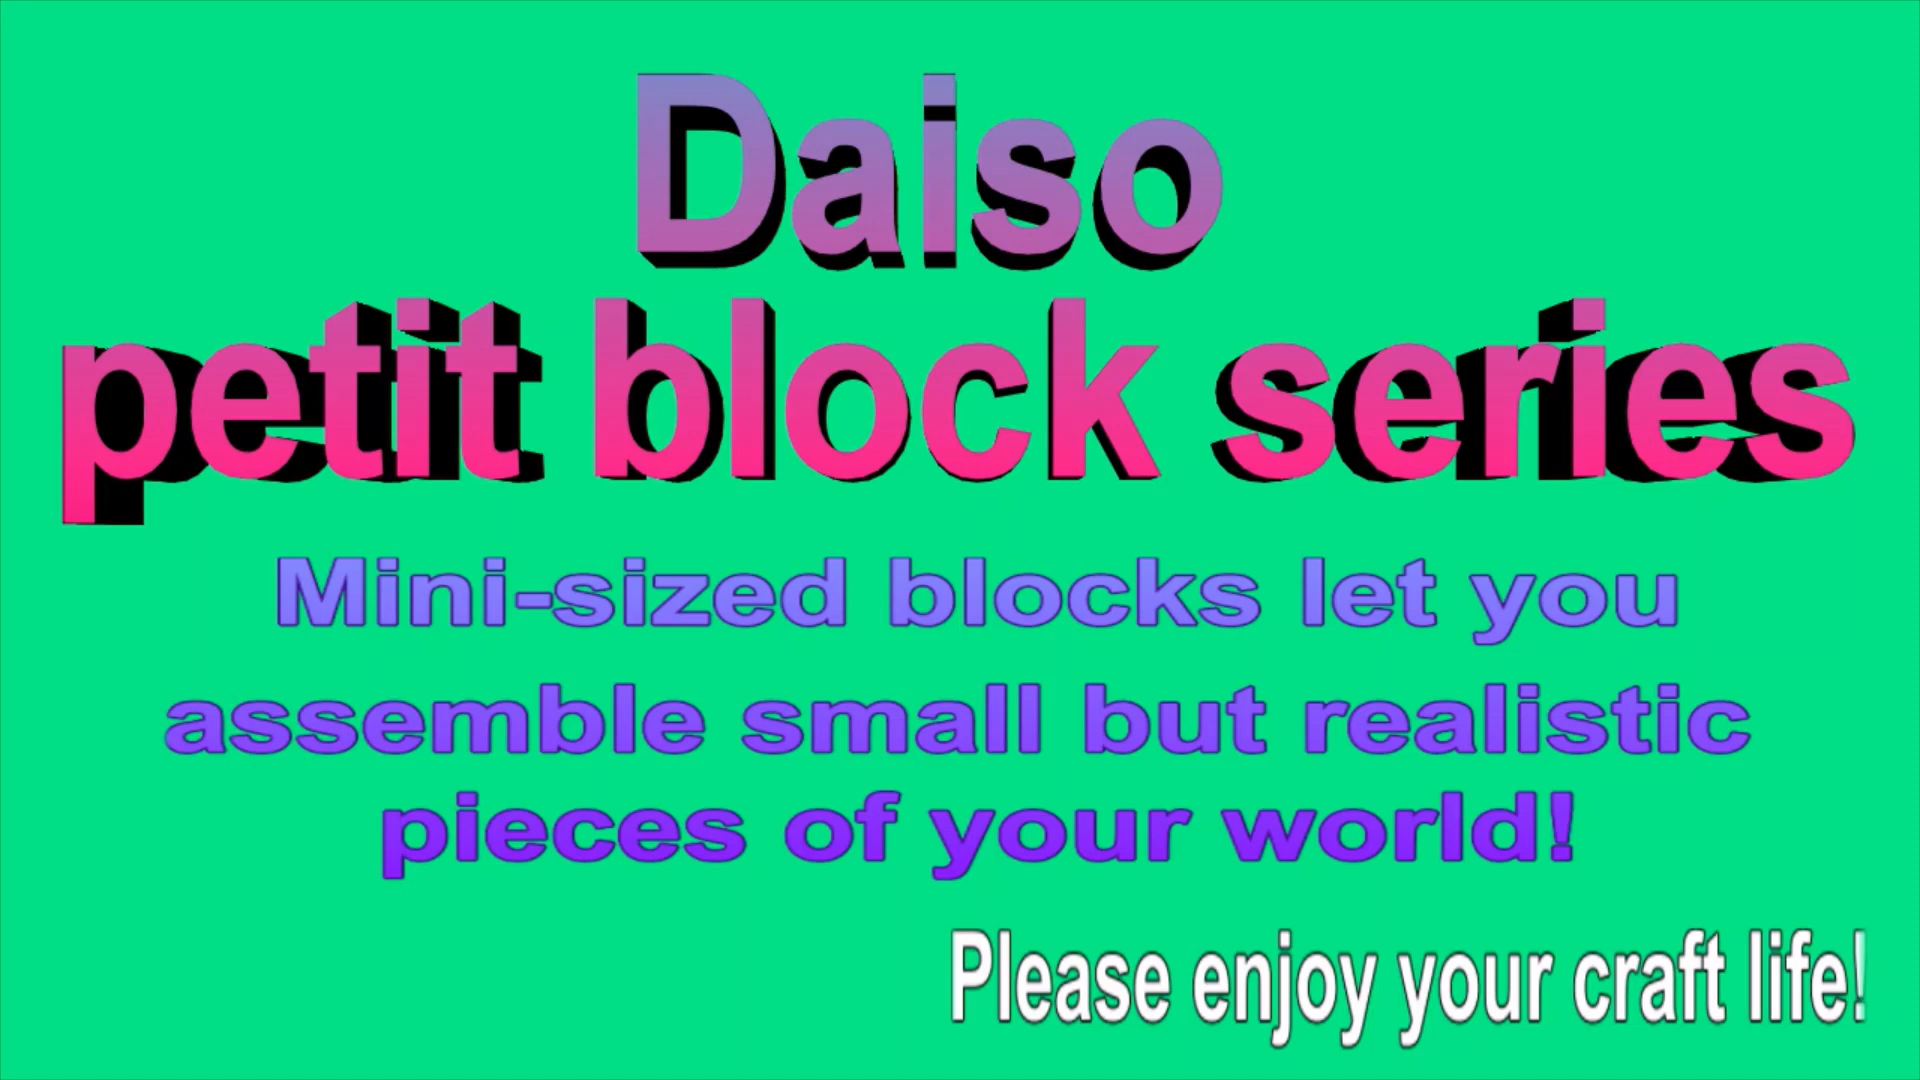 Daiso
petit block series
Mini-sized blocks let you
assemble small but realistic
pieces of your world!
Please enjoy your craft life!